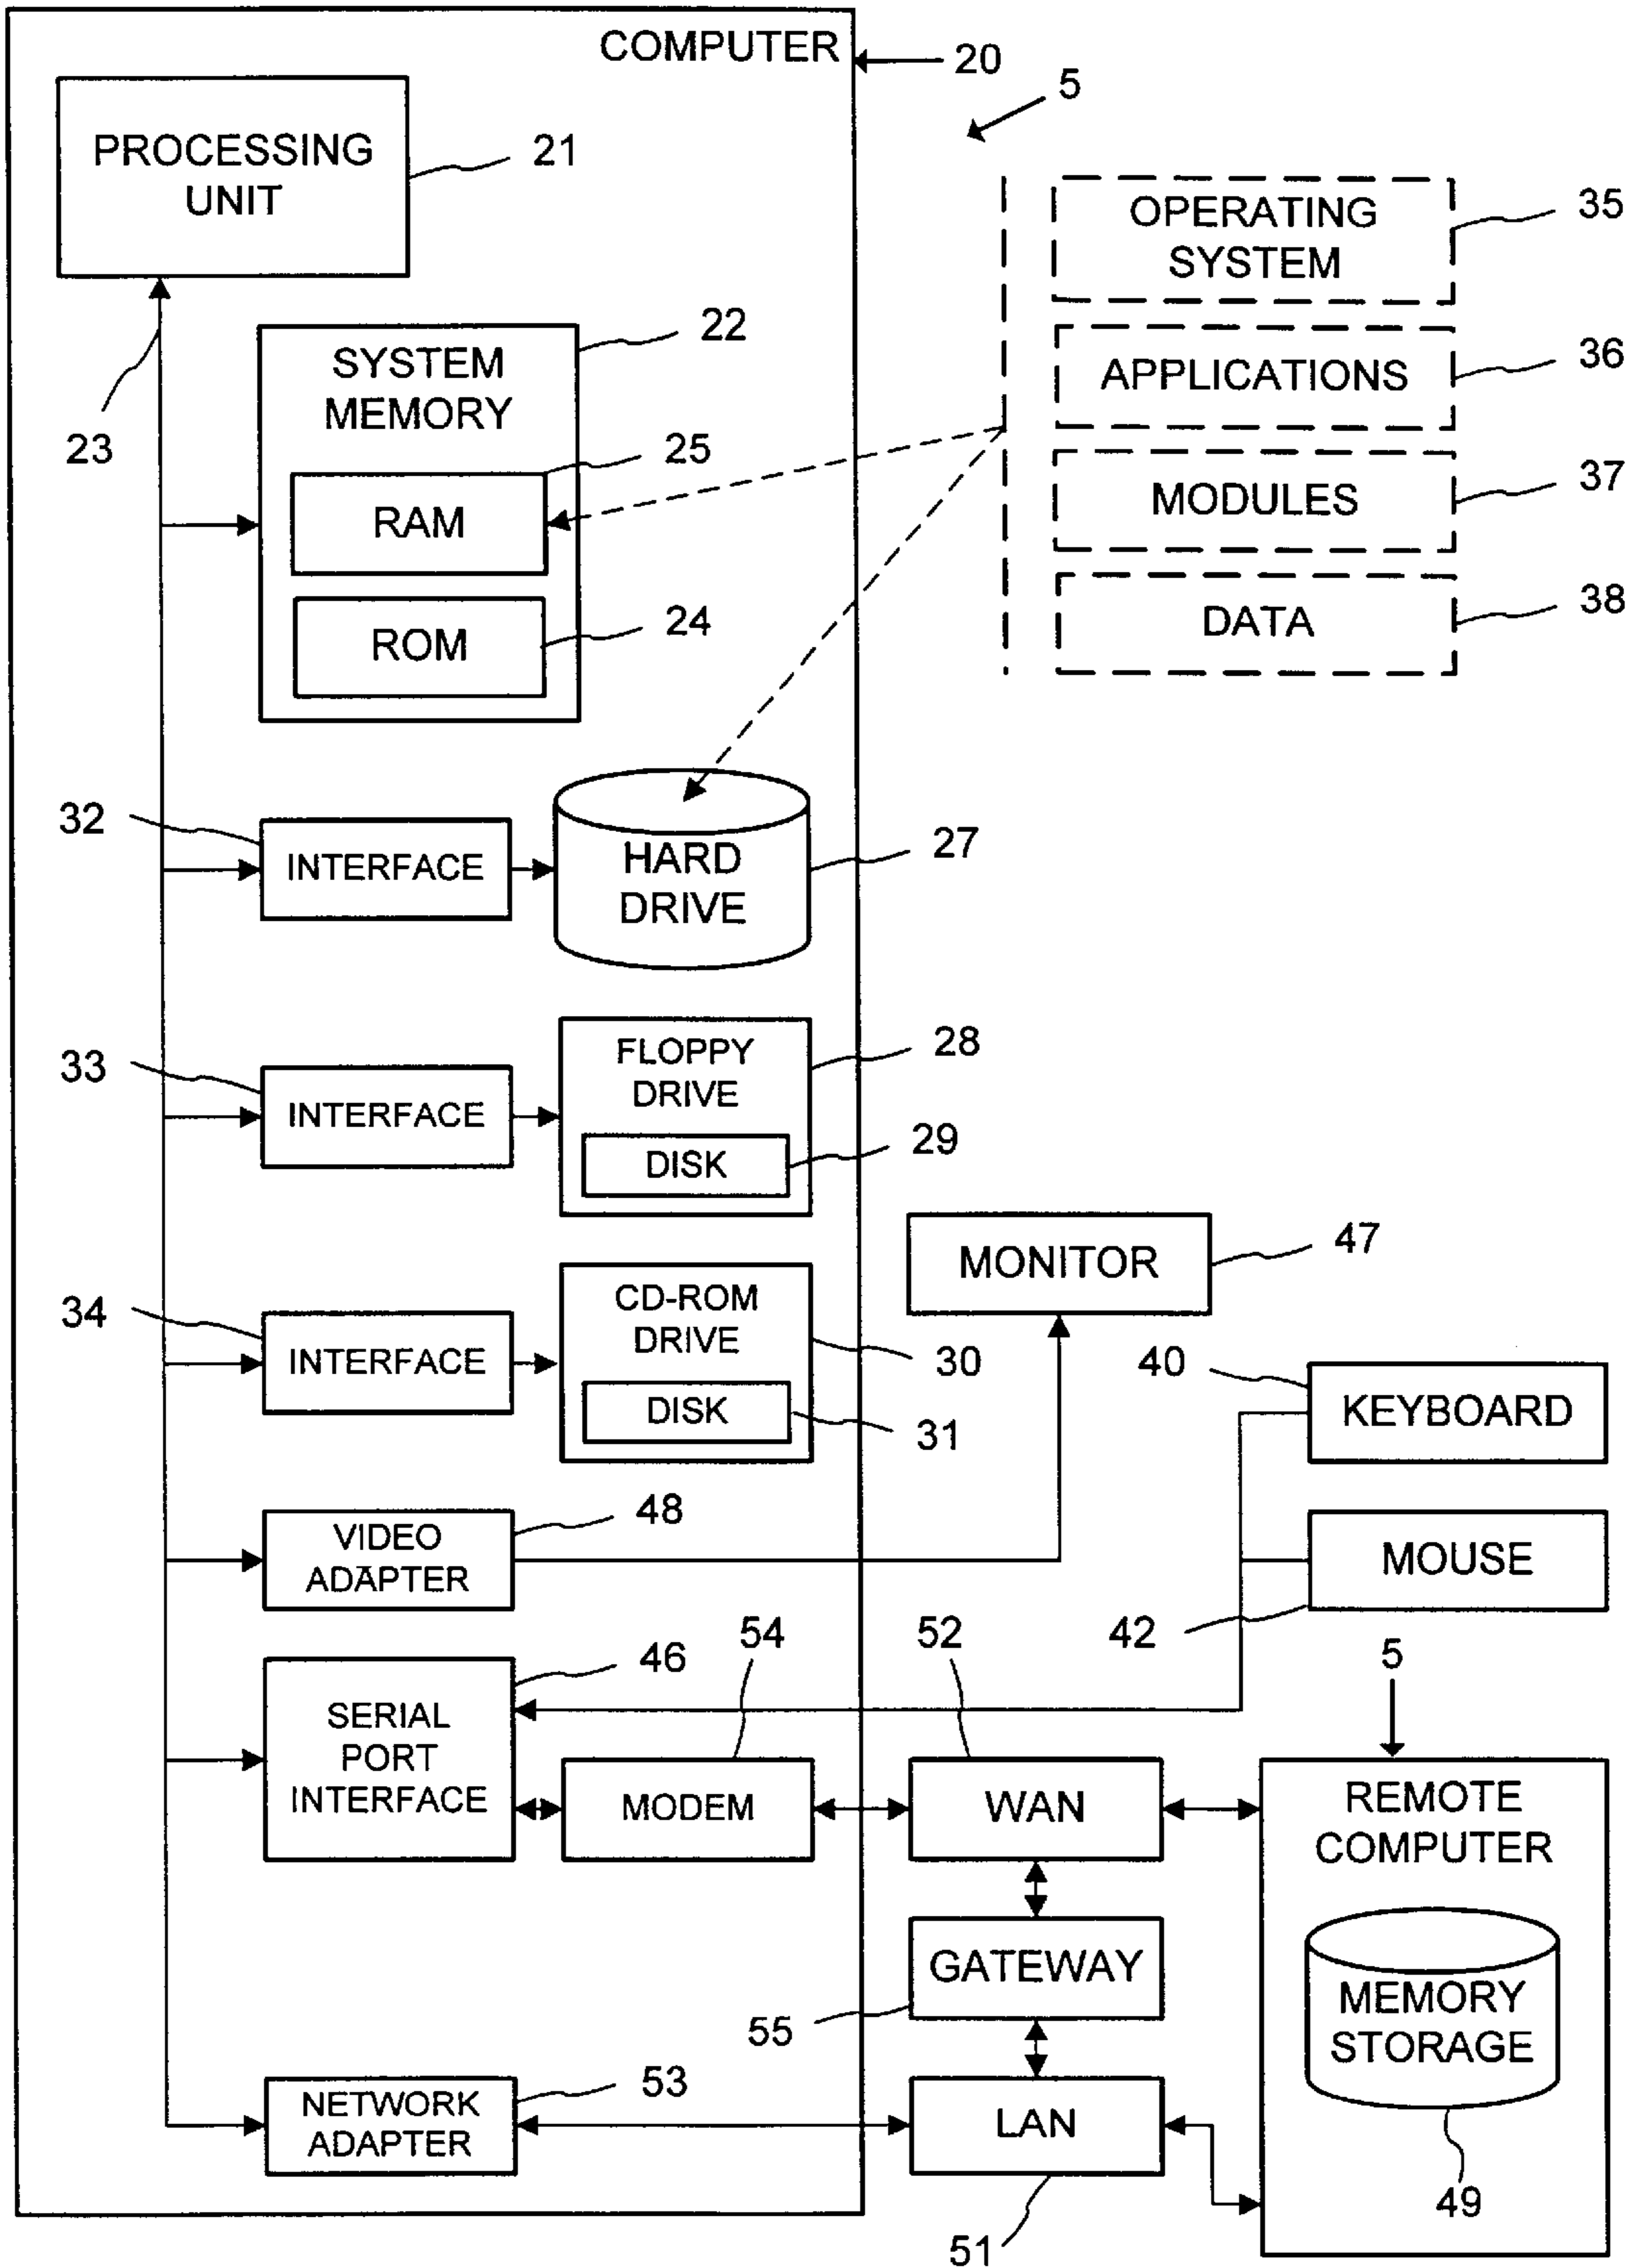 COMPUTER
20
5
PROCESSING
UNIT
21
OPERATING
SYSTEM
35
22
SYSTEM
MEMORY
APPLICATIONS
36
23
25
RAM
MODULES
37
24
ROM
DATA
38
32
INTERFACE
HARD
DRIVE
27
33
INTERFACE
FLOPPY
DRIVE
28
DISK
29
MONITOR
47
34
INTERFACE
CD-ROM
DRIVE
30
DISK
31
40
KEYBOARD
VIDEO
ADAPTER
48
MOUSE
42
46
54
52
5
SERIAL
PORT
INTERFACE
MODEM
WAN
REMOTE
COMPUTER
GATEWAY
55
MEMORY
STORAGE
49
NETWORK
ADAPTER
53
LAN
51